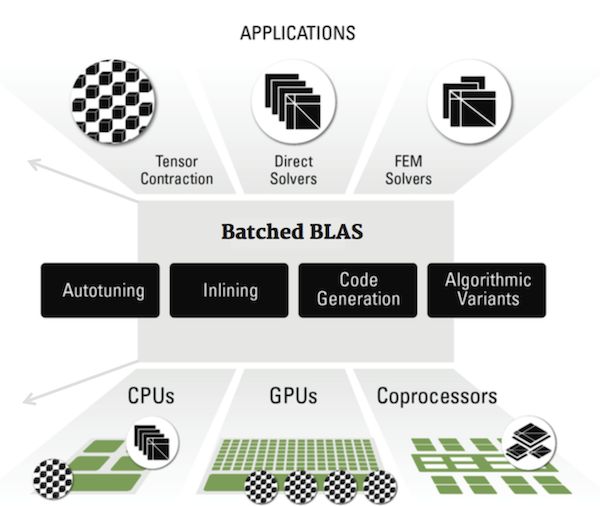 APPLICATIONS
Tensor
Contraction
Direct
Solvers
FEM
Solvers
Batched BLAS
Autotuning
Inlining
Code
Generation
Algorithmic
Variants
CPUs
GPUs
Coprocessors